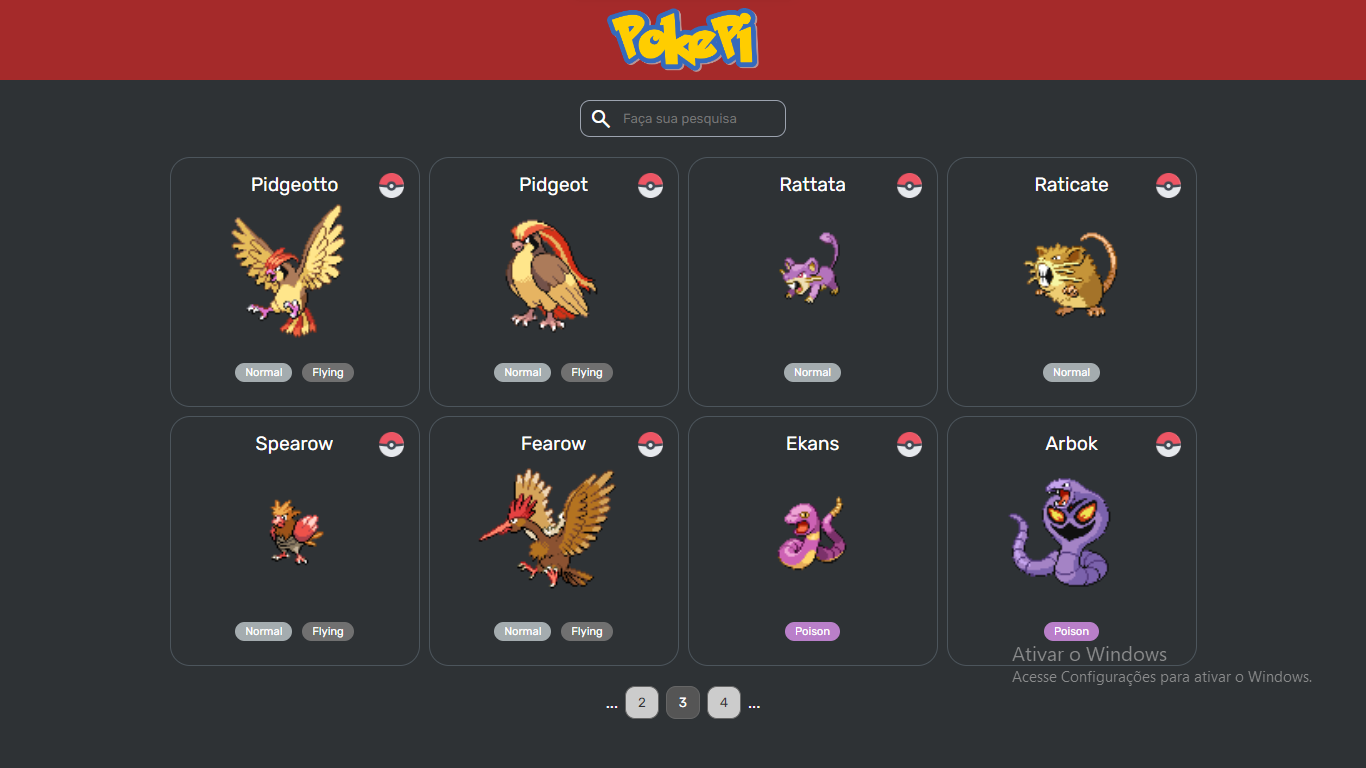 PokePi
Faça sua pesquisa
Pidgeotto
Pidgeot
Rattata
Raticate
Normal Flying
Normal Flying
Normal
Normal
Spearow
Fearow
Ekans
Arbok
Normal Flying
Normal Flying
Poison
Poison
Ativar o Windows
Acesse Configurações para ativar o Windows.
... 2 3 4 ...